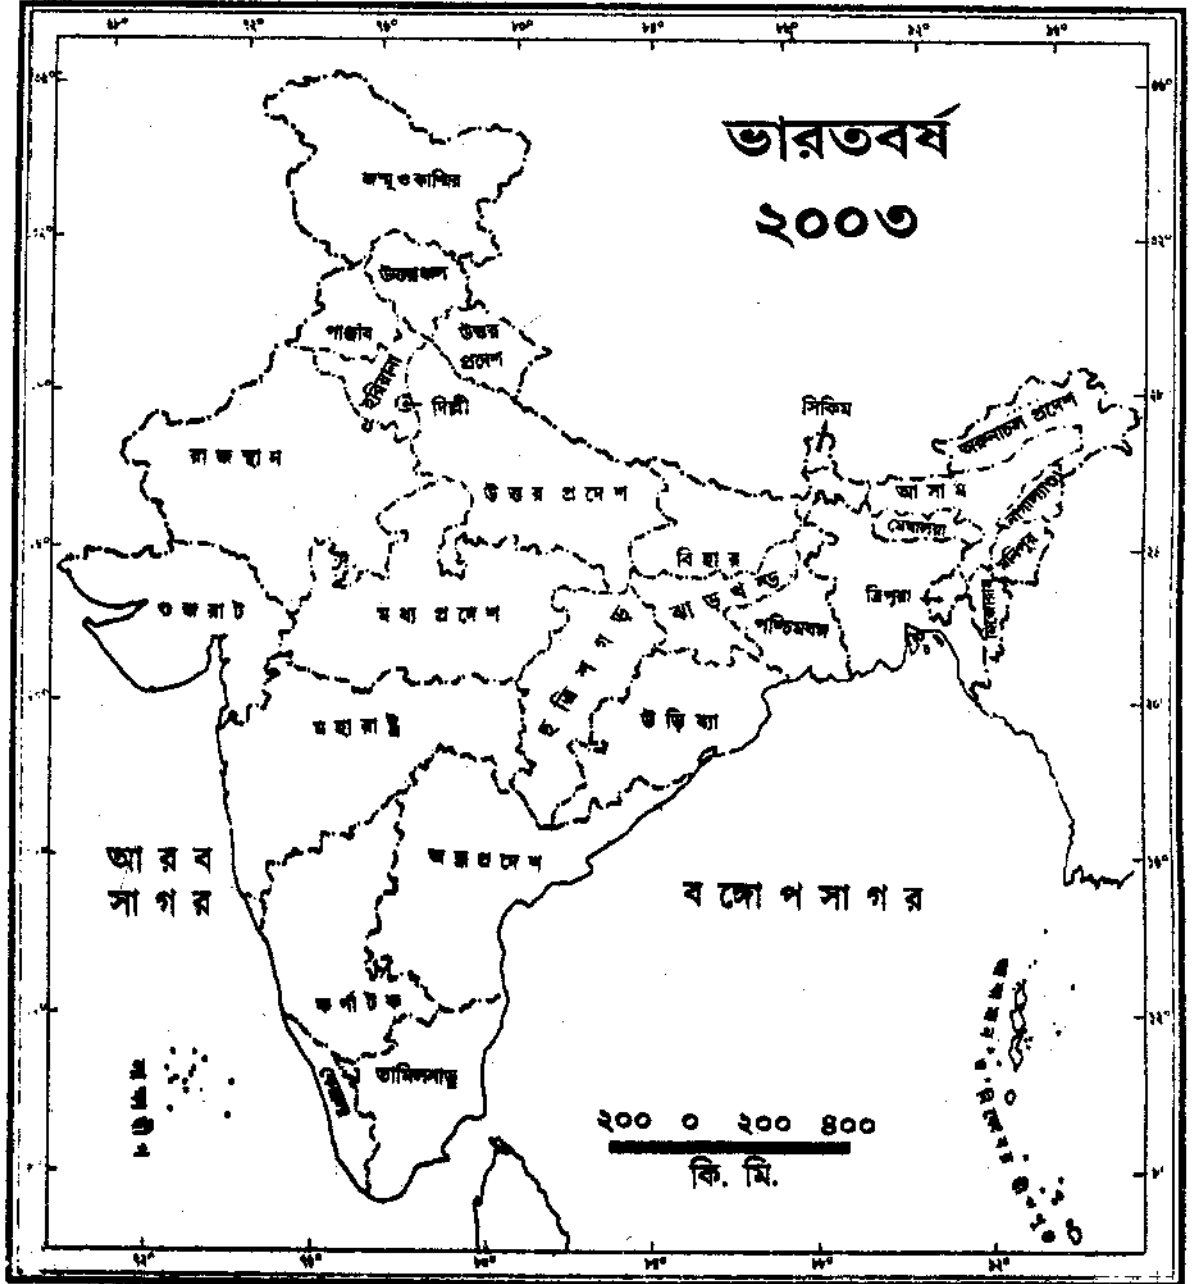 ভারতবর্ষ
২০০৩
জম্মু ও কাশ্মির
উত্তরাঞ্চল
পাঞ্জাব
উত্তর
প্রদেশ
হরিয়ানা
দিল্লী
সিকিম
অরুনাচল প্রদেশ
রাজস্থান
উত্তর প্রদেশ
আসাম
মেঘালয়া
নাগাল্যাণ্ড
মনিপুর
বিহার
গুজরাট
মধ্য প্রদেশ
ঝাড়খণ্ড
ত্রিপুরা
মিজোরাম
পশ্চিমবঙ্গ
ছত্তিশগড়
মহারাষ্ট্র
উড়িষ্যা
আরব
সাগর
অন্ধ্রপ্রদেশ
বঙ্গোপসাগর
কর্ণাটক
তামিলনাড়ু
কেরালা
২০০ ০ ২০০ ৪০০
কি. মি.